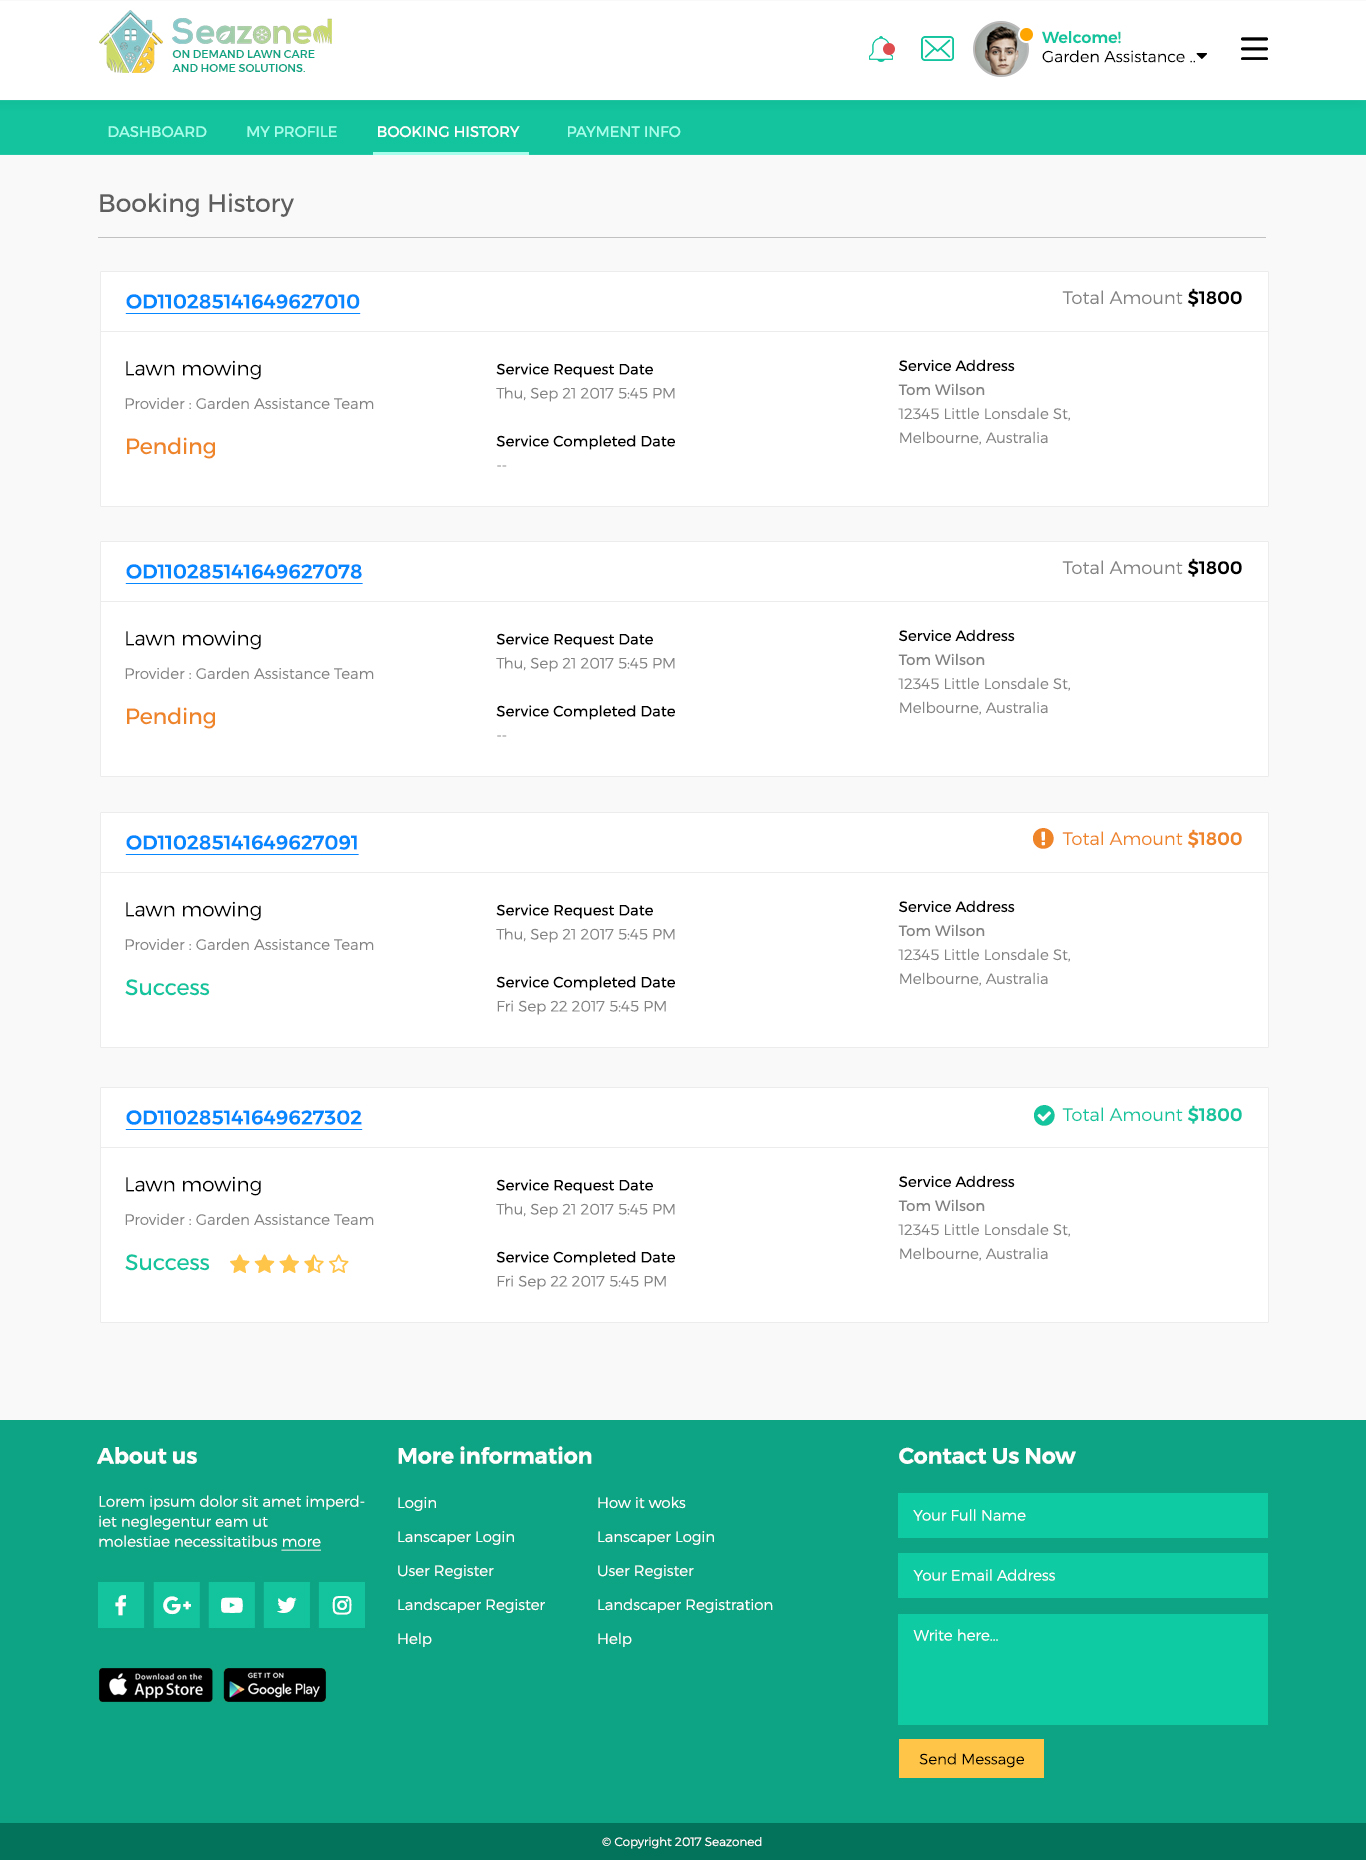 Seazoned
ON DEMAND LAWN CARE
AND HOME SOLUTIONS.
Welcome!
Garden Assistance ..
DASHBOARD MY PROFILE BOOKING HISTORY PAYMENT INFO
Booking History
OD110285141649627010 Total Amount $1800
Lawn mowing
Provider : Garden Assistance Team
Pending
Service Request Date
Thu, Sep 21 2017 5:45 PM
Service Completed Date
--
Service Address
Tom Wilson
12345 Little Lonsdale St,
Melbourne, Australia
OD110285141649627078 Total Amount $1800
Lawn mowing
Provider : Garden Assistance Team
Pending
Service Request Date
Thu, Sep 21 2017 5:45 PM
Service Completed Date
--
Service Address
Tom Wilson
12345 Little Lonsdale St,
Melbourne, Australia
OD110285141649627091 Total Amount $1800
Lawn mowing
Provider : Garden Assistance Team
Success
Service Request Date
Thu, Sep 21 2017 5:45 PM
Service Completed Date
Fri Sep 22 2017 5:45 PM
Service Address
Tom Wilson
12345 Little Lonsdale St,
Melbourne, Australia
OD110285141649627302 Total Amount $1800
Lawn mowing
Provider : Garden Assistance Team
Success
Service Request Date
Thu, Sep 21 2017 5:45 PM
Service Completed Date
Fri Sep 22 2017 5:45 PM
Service Address
Tom Wilson
12345 Little Lonsdale St,
Melbourne, Australia
About us
Lorem ipsum dolor sit amet imperd-
iet neglegentur eam ut
molestiae necessitatibus more
Download on the
App Store
GET IT ON
Google Play
More information
Login
Lanscaper Login
User Register
Landscaper Register
Help
How it woks
Lanscaper Login
User Register
Landscaper Registration
Help
Contact Us Now
Your Full Name
Your Email Address
Write here...
Send Message
© Copyright 2017 Seazoned